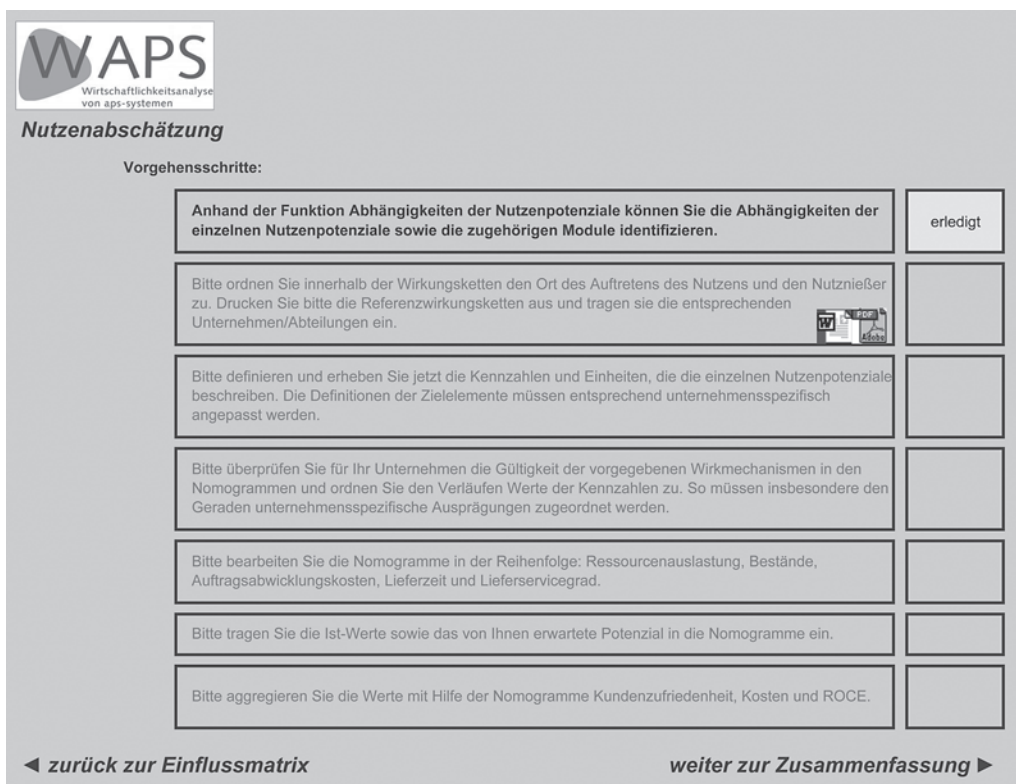 WAPS
Wirtschaftlichkeitsanalyse
von aps-systemen
Nutzenabschätzung
Vorgehensschritte:
Anhand der Funktion Abhängigkeiten der Nutzenpotenziale können Sie die Abhängigkeiten der
einzelnen Nutzenpotenziale sowie die zugehörigen Module identifizieren.
erledigt
Bitte ordnen Sie innerhalb der Wirkungsketten den Ort des Auftretens des Nutzens und den Nutznießer
zu. Drucken Sie bitte die Referenzwirkungsketten aus und tragen sie die entsprechenden
Unternehmen/Abteilungen ein.
W
PDF
Adobe
Bitte definieren und erheben Sie jetzt die Kennzahlen und Einheiten, die die einzelnen Nutzenpotenziale
beschreiben. Die Definitionen der Zielelemente müssen entsprechend unternehmensspezifisch
angepasst werden.
Bitte überprüfen Sie für Ihr Unternehmen die Gültigkeit der vorgegebenen Wirkmechanismen in den
Nomogrammen und ordnen Sie den Verläufen Werte der Kennzahlen zu. So müssen insbesondere den
Geraden unternehmensspezifische Ausprägungen zugeordnet werden.
Bitte bearbeiten Sie die Nomogramme in der Reihenfolge: Ressourcenauslastung, Bestände,
Auftragsabwicklungskosten, Lieferzeit und Lieferservicegrad.
Bitte tragen Sie die Ist-Werte sowie das von Ihnen erwartete Potenzial in die Nomogramme ein.
Bitte aggregieren Sie die Werte mit Hilfe der Nomogramme Kundenzufriedenheit, Kosten und ROCE.
◄ zurück zur Einflussmatrix
weiter zur Zusammenfassung ►